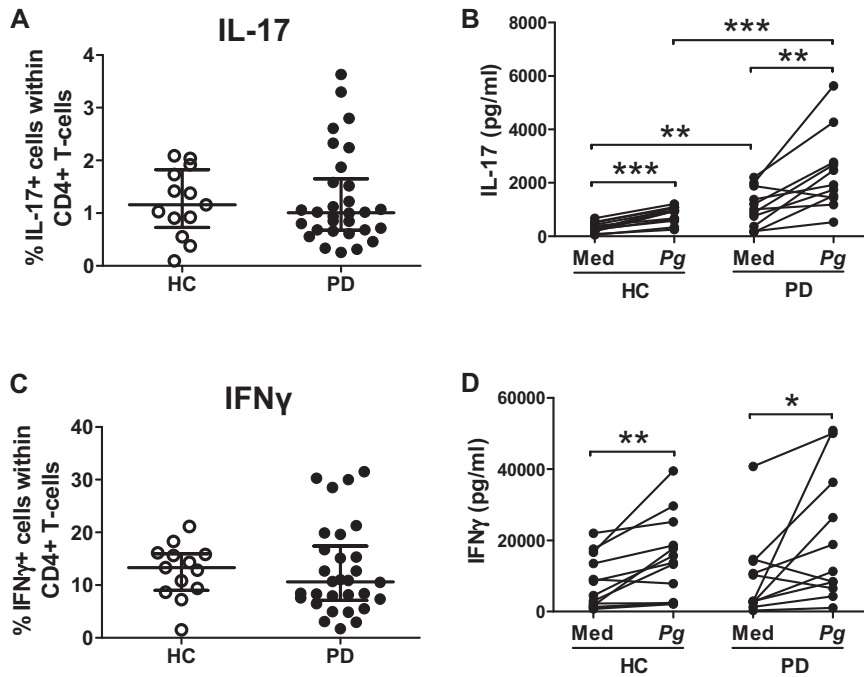 A
IL-17
% IL-17+ cells within
CD4+ T-cells
4
3
2
1
0
HC
PD
B
***
**
**
***
IL-17 (pg/ml)
8000
6000
4000
2000
0
Med
Pg
Med
Pg
HC
PD
C
IFNγ
% IFNγ+ cells within
CD4+ T-cells
40
30
20
10
0
HC
PD
D
*
**
IFNγ (pg/ml)
60000
40000
20000
0
Med
Pg
Med
Pg
HC
PD